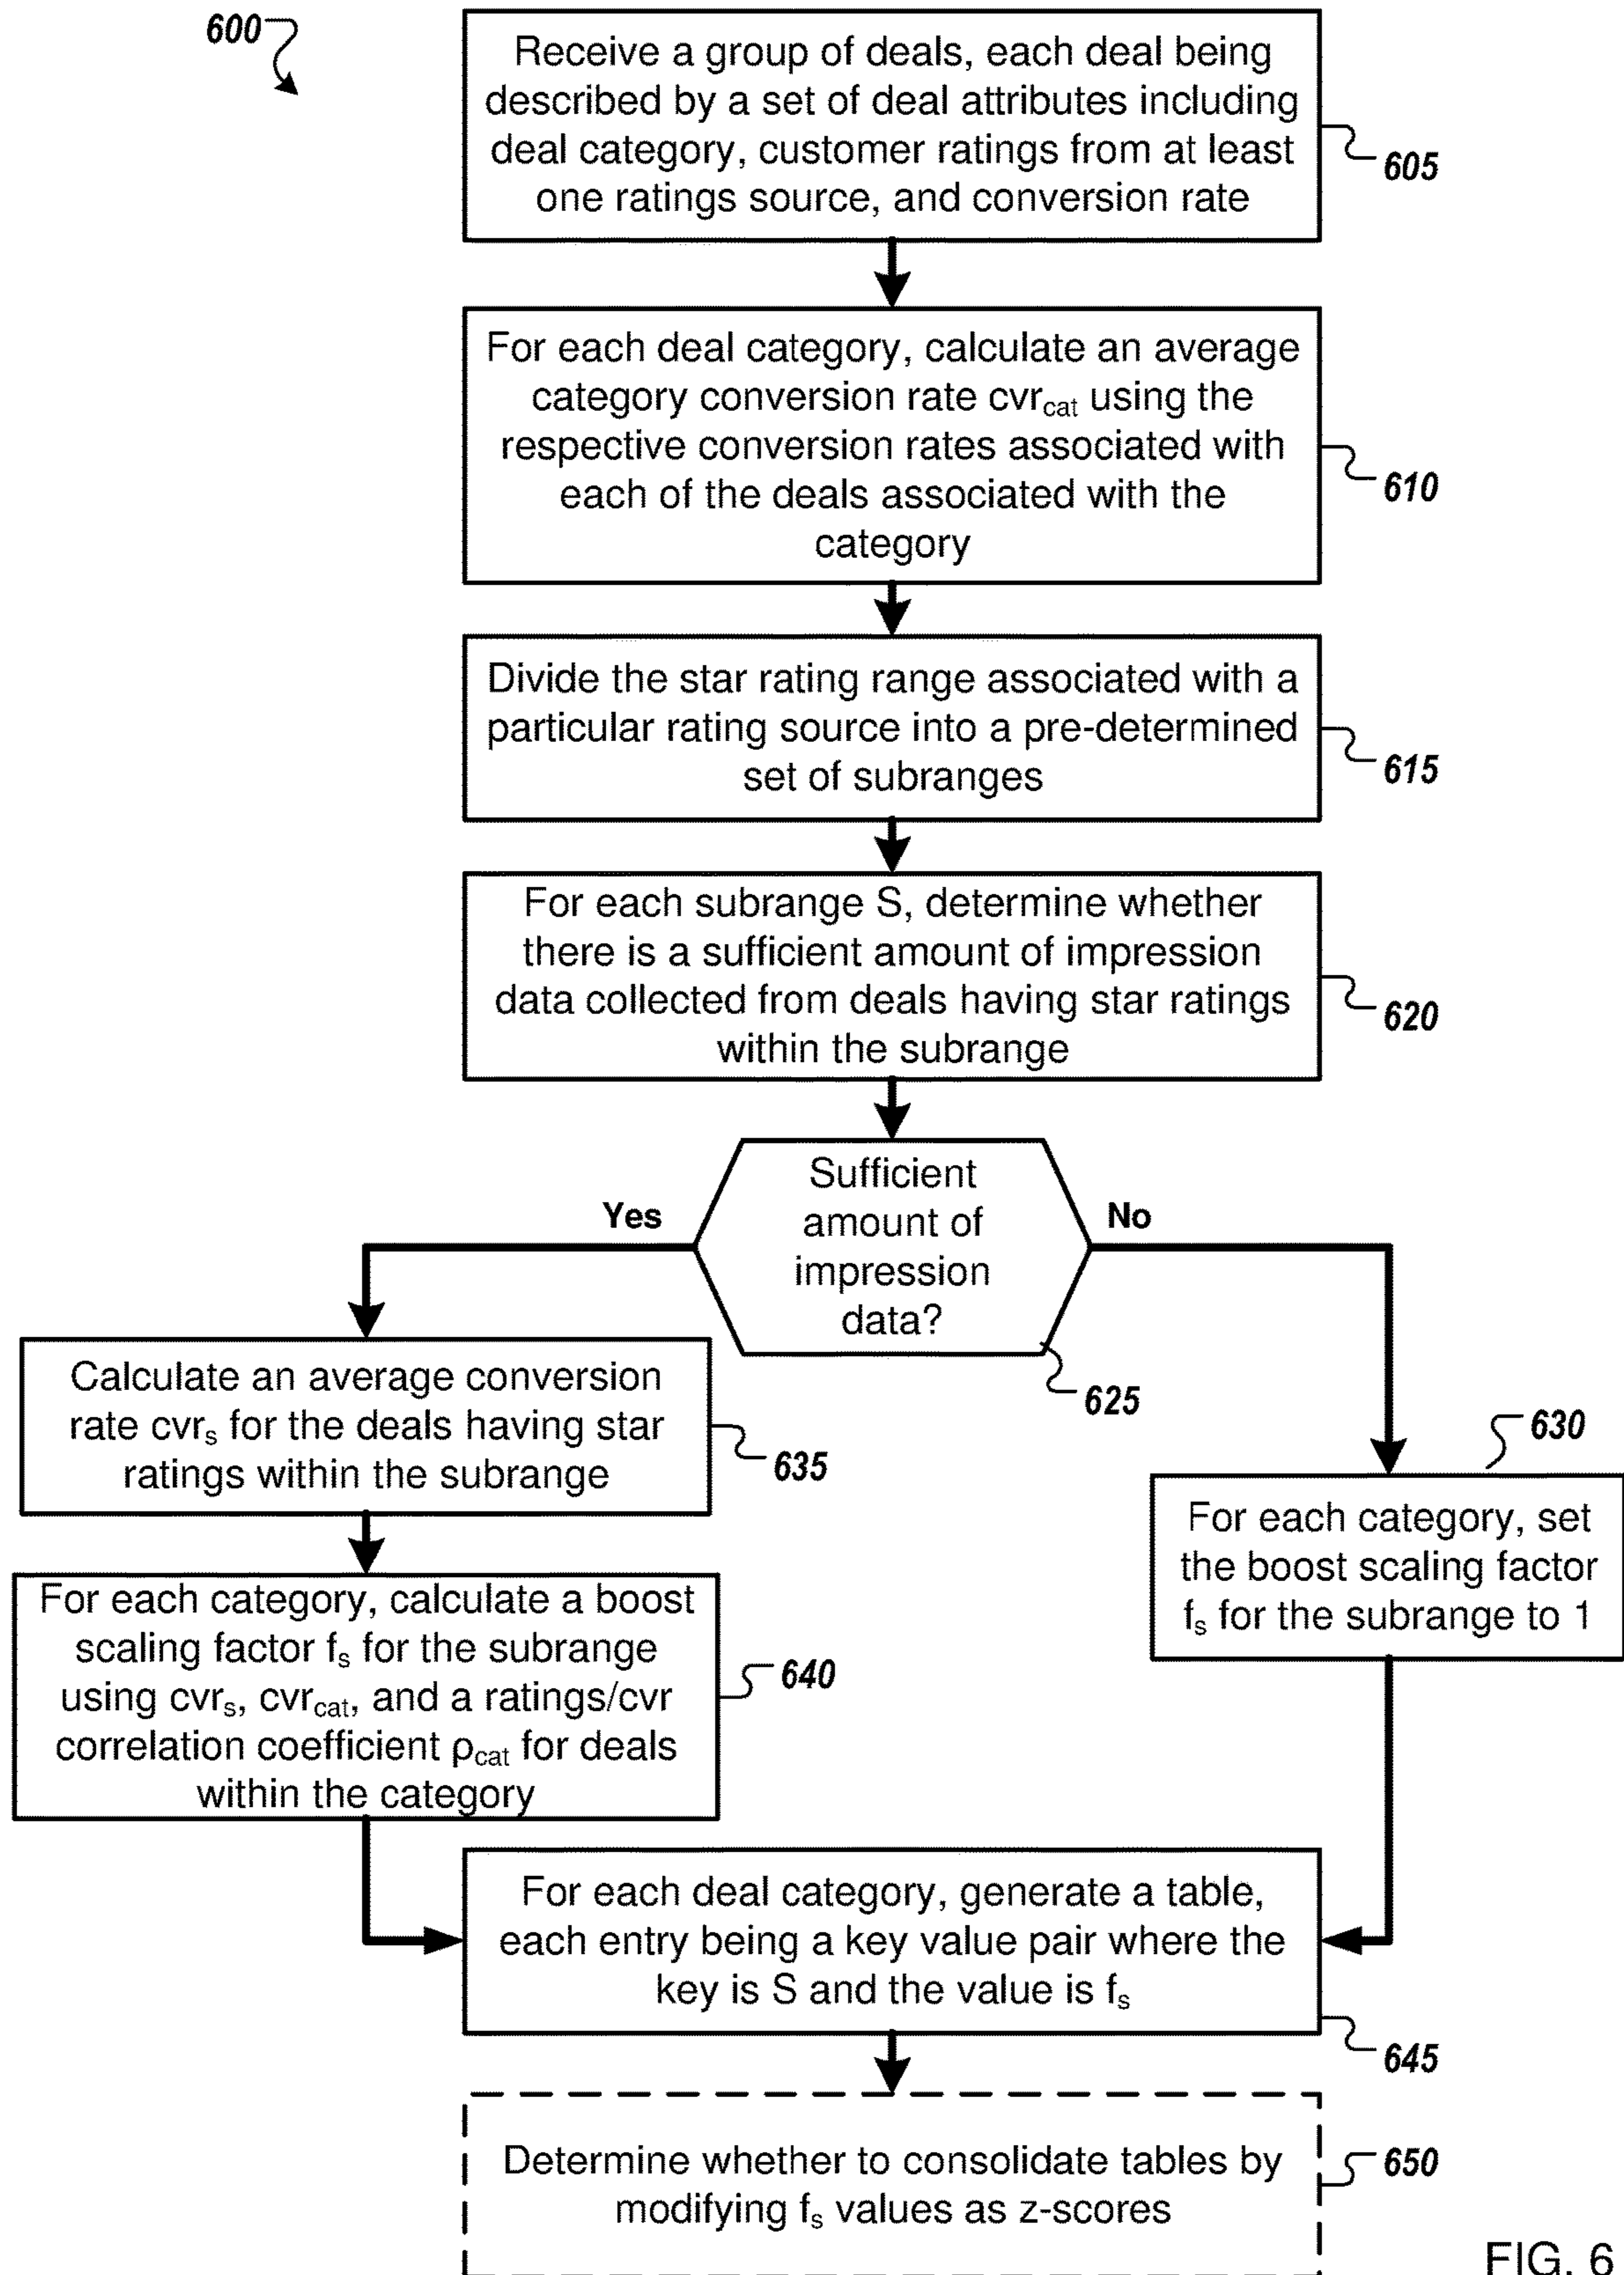 600
Receive a group of deals, each deal being
described by a set of deal attributes including
deal category, customer ratings from at least
one ratings source, and conversion rate
605
For each deal category, calculate an average
category conversion rate cvrcat using the
respective conversion rates associated with
each of the deals associated with the
category
610
Divide the star rating range associated with a
particular rating source into a pre-determined
set of subranges
615
For each subrange S, determine whether
there is a sufficient amount of impression
data collected from deals having star ratings
within the subrange
620
Sufficient
amount of
impression
data?
625
Yes
No
Calculate an average conversion
rate cvrs for the deals having star
ratings within the subrange
635
630
For each category, set
the boost scaling factor
fs for the subrange to 1
For each category, calculate a boost
scaling factor fs for the subrange
using cvrs, cvrcat, and a ratings/cvr
correlation coefficient ρcat for deals
within the category
640
For each deal category, generate a table,
each entry being a key value pair where the
key is S and the value is fs
645
Determine whether to consolidate tables by
modifying fs values as z-scores
650
FIG. 6